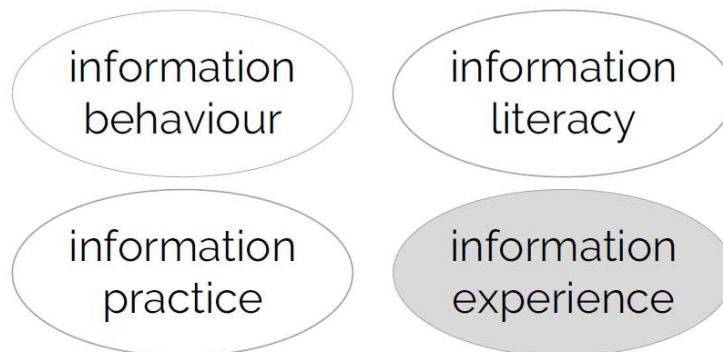 information
behaviour
information
literacy
information
practice
information
experience